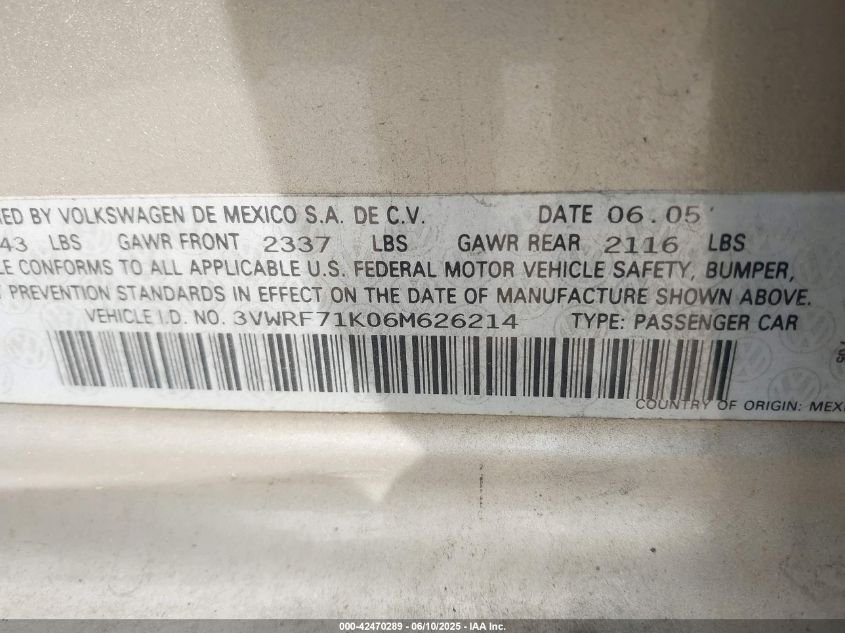 ED BY VOLKSWAGEN DE MEXICO S.A. DE C.V. DATE 06.05
43 LBS GAWR FRONT 2337 LBS GAWR REAR 2116 LBS
LE CONFORMS TO ALL APPLICABLE U.S. FEDERAL MOTOR VEHICLE SAFETY, BUMPER,
PREVENTION STANDARDS IN EFFECT ON THE DATE OF MANUFACTURE SHOWN ABOVE.
VEHICLE I.D. NO. 3VWRF71K06M626214 TYPE: PASSENGER CAR
COUNTRY OF ORIGIN: MEXI
000-42470289 - 06/10/2025 - IAA Inc.